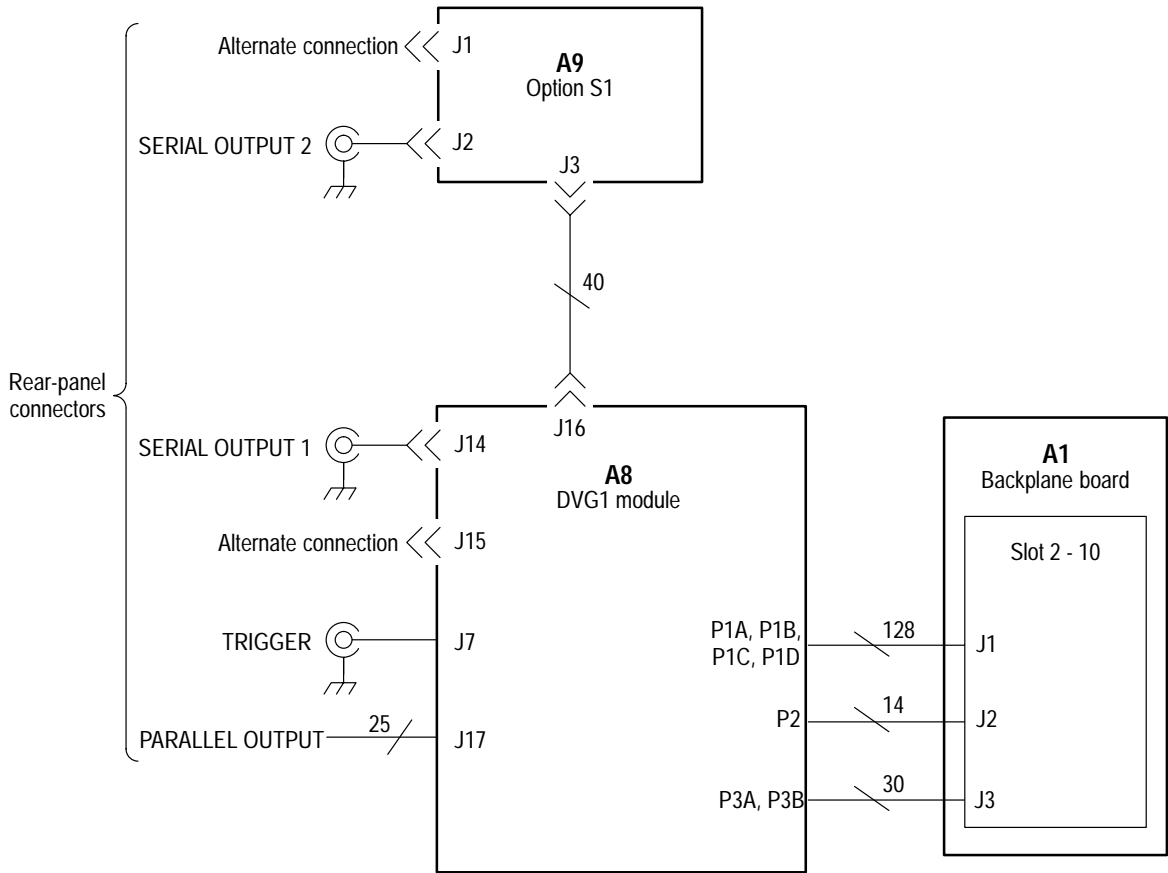 Alternate connection
J1
A9
Option S1
SERIAL OUTPUT 2
J2
J3
40
Rear-panel
connectors
J16
SERIAL OUTPUT 1
J14
A8
DVG1 module
Alternate connection
J15
TRIGGER
J7
PARALLEL OUTPUT
25
J17
P1A, P1B,
P1C, P1D
128
P2
14
P3A, P3B
30
A1
Backplane board
Slot 2 - 10
J1
J2
J3